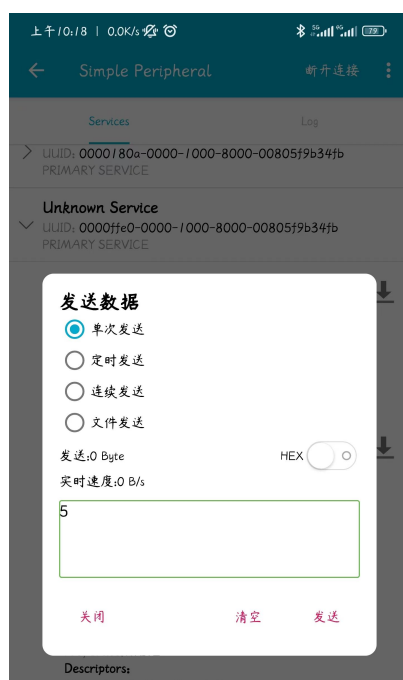 上午10:18 | 0.0K/s
5G 4G 79
Simple Peripheral 断开连接
Services Log
UUID: 0000180a-0000-1000-8000-00805f9b34fb
PRIMARY SERVICE
Unknown Service
UUID: 0000ffe0-0000-1000-8000-00805f9b34fb
PRIMARY SERVICE
发送数据
单次发送
定时发送
连续发送
文件发送
发送:0 Byte HEX
实时速度:0 B/s
5
关闭 清空 发送
Descriptors: